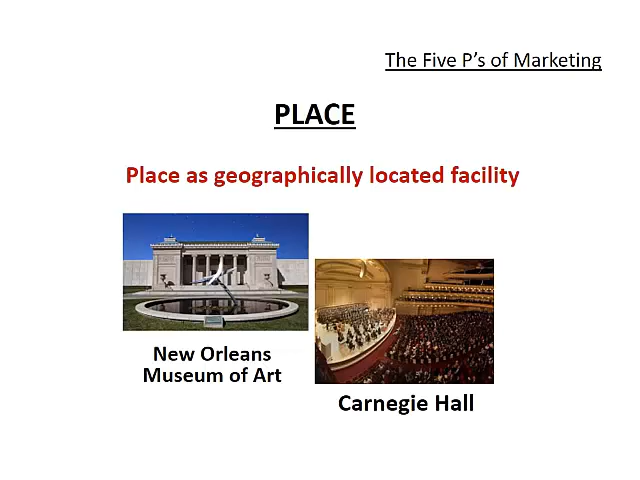 The Five P’s of Marketing
PLACE
Place as geographically located facility
New Orleans
Museum of Art
Carnegie Hall